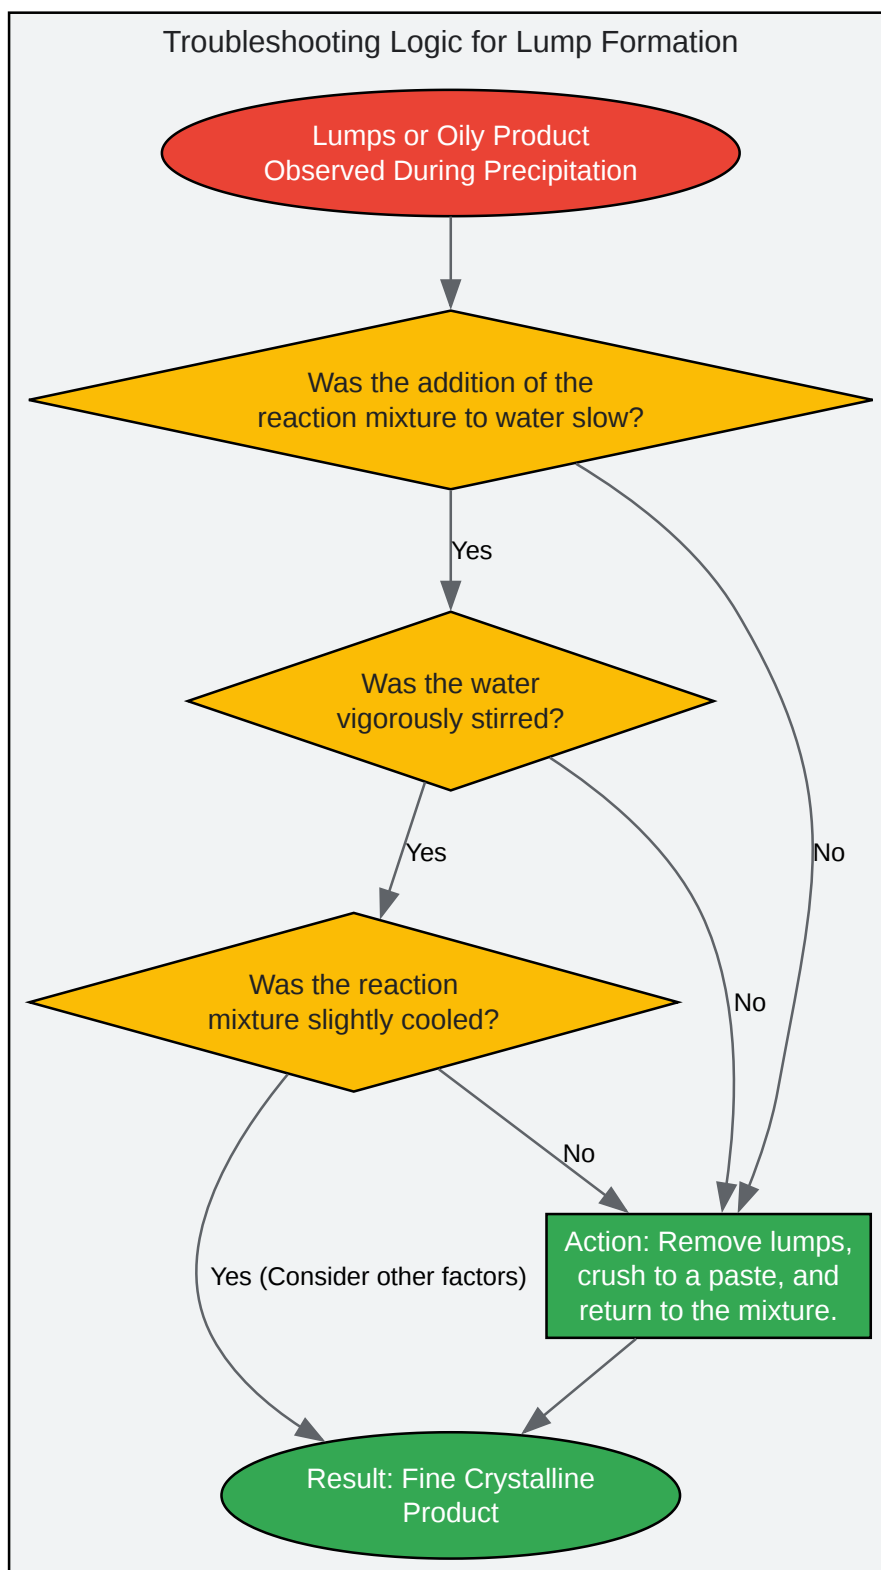 Troubleshooting Logic for Lump Formation
Lumps or Oily Product
Observed During Precipitation
Was the addition of the
reaction mixture to water slow?
Yes
Was the water
vigorously stirred?
Yes
No
Was the reaction
mixture slightly cooled?
No
No
Action: Remove lumps,
crush to a paste, and
return to the mixture.
Yes (Consider other factors)
Result: Fine Crystalline
Product